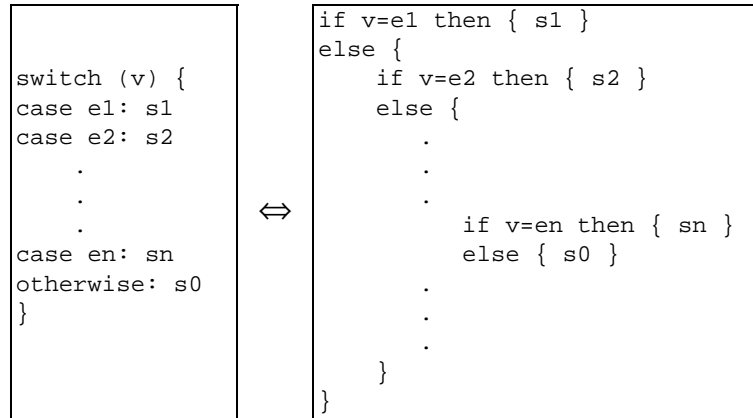 switch (v) {
case e1: s1
case e2: s2
.
.
.
case en: sn
otherwise: s0
}
⇔
if v=e1 then { s1 }
else {
if v=e2 then { s2 }
else {
.
.
.
if v=en then { sn }
else { s0 }
.
.
.
}
}